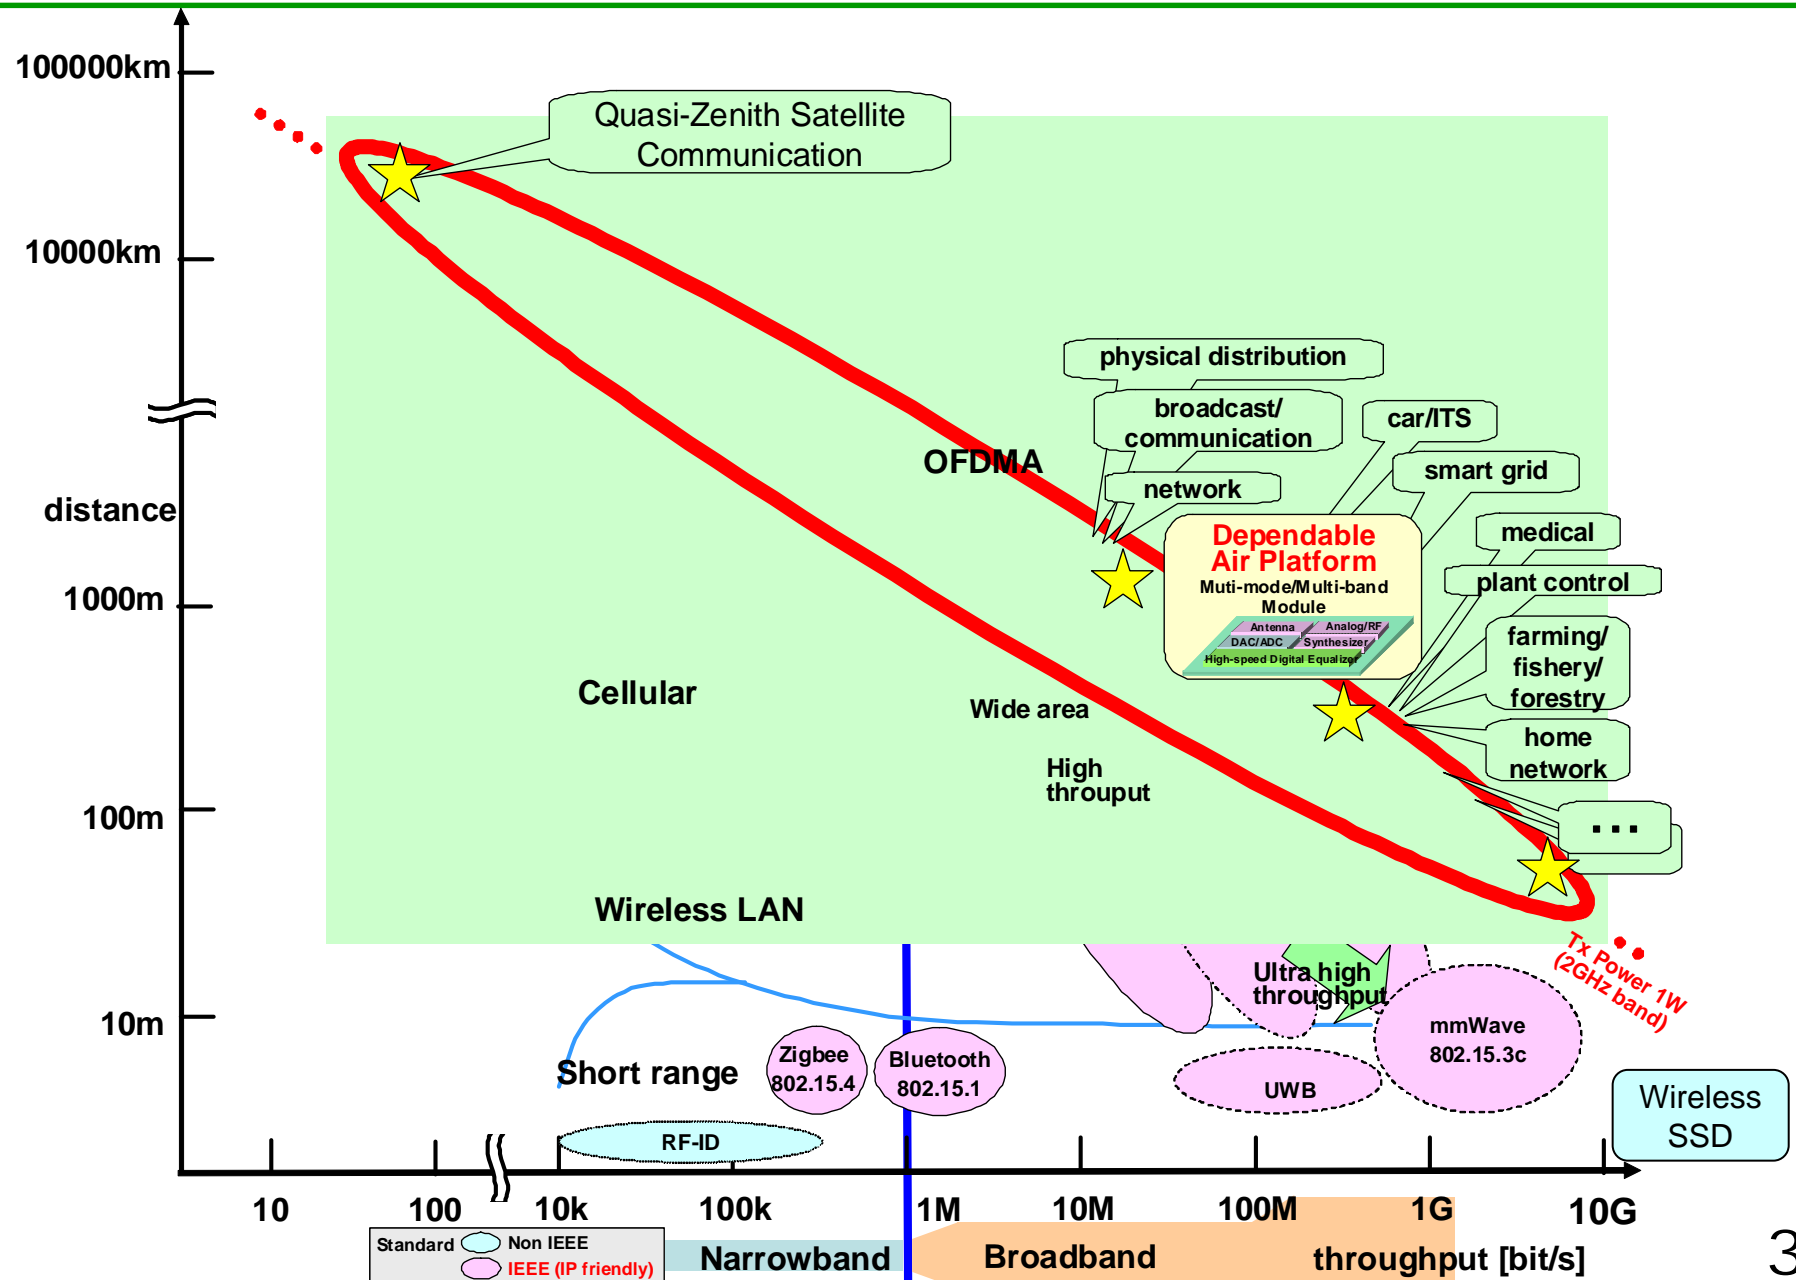 100000km
Quasi-Zenith Satellite
Communication
10000km
physical distribution
broadcast/
communication
car/ITS
OFDMA
smart grid
network
distance
Dependable
Air Platform
Muti-mode/Multi-band
Module
Antenna
Analog/RF
DAC/ADC
Synthesizer
High-speed Digital Equalizer
medical
plant control
1000m
farming/
fishery/
forestry
Cellular
Wide area
home
network
High
throuput
100m
...
Wireless LAN
Tx Power 1W
(2GHz band)
Ultra high
throughput
10m
mmWave
802.15.3c
Zigbee
802.15.4
Bluetooth
802.15.1
Short range
UWB
Wireless
SSD
RF-ID
10
100
10k
100k
1M
10M
100M
1G
10G
Standard
Non IEEE
IEEE (IP friendly)
Narrowband
Broadband
throughput [bit/s]
3